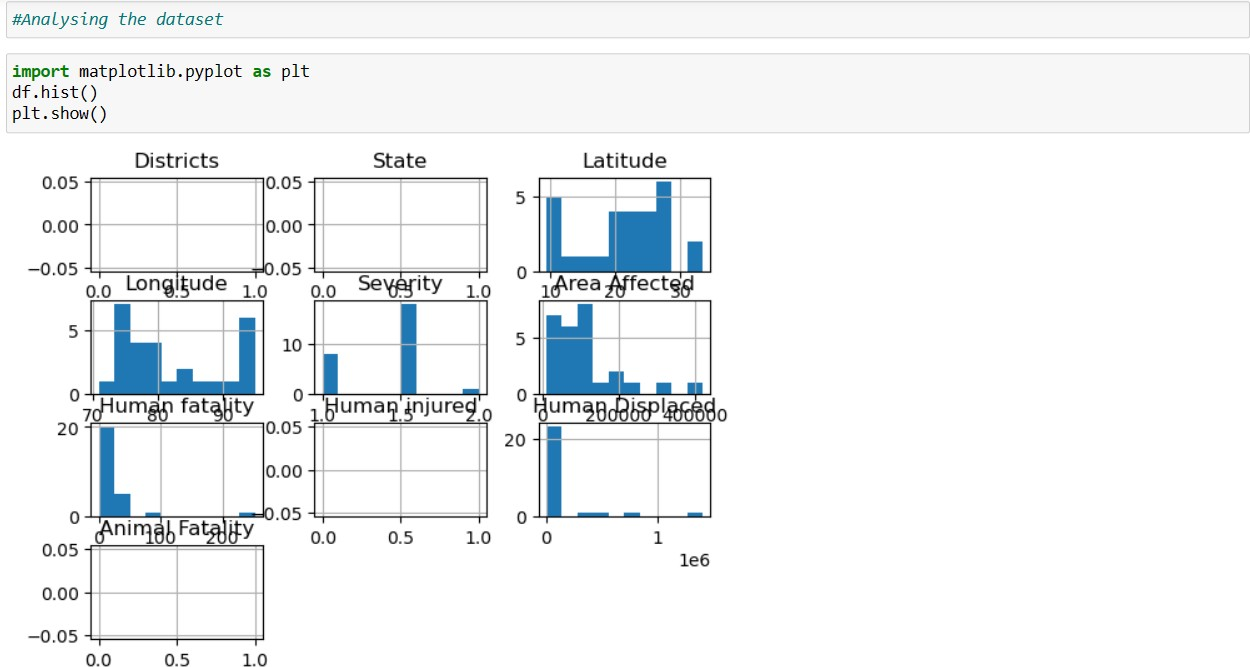 #Analysing the dataset
import matplotlib.pyplot as plt
df.hist()
plt.show()
Districts State Latitude
0.05 0.05 5
0.00 0.00
−0.05 −0.05 0
0.0 0.5 1.0 0.0 0.5 1.0 10 20 30
Longitude Severity Area Affected
5 10 5
0 0 0
70 80 90 1.0 1.5 2.0 0 200000 400000
Human fatality Human injured Human Displaced
20 0.05 20
0.00
0 −0.05 0
0 100 200 0.0 0.5 1.0 0 1
1e6
Animal Fatality
0.05
0.00
−0.05
0.0 0.5 1.0